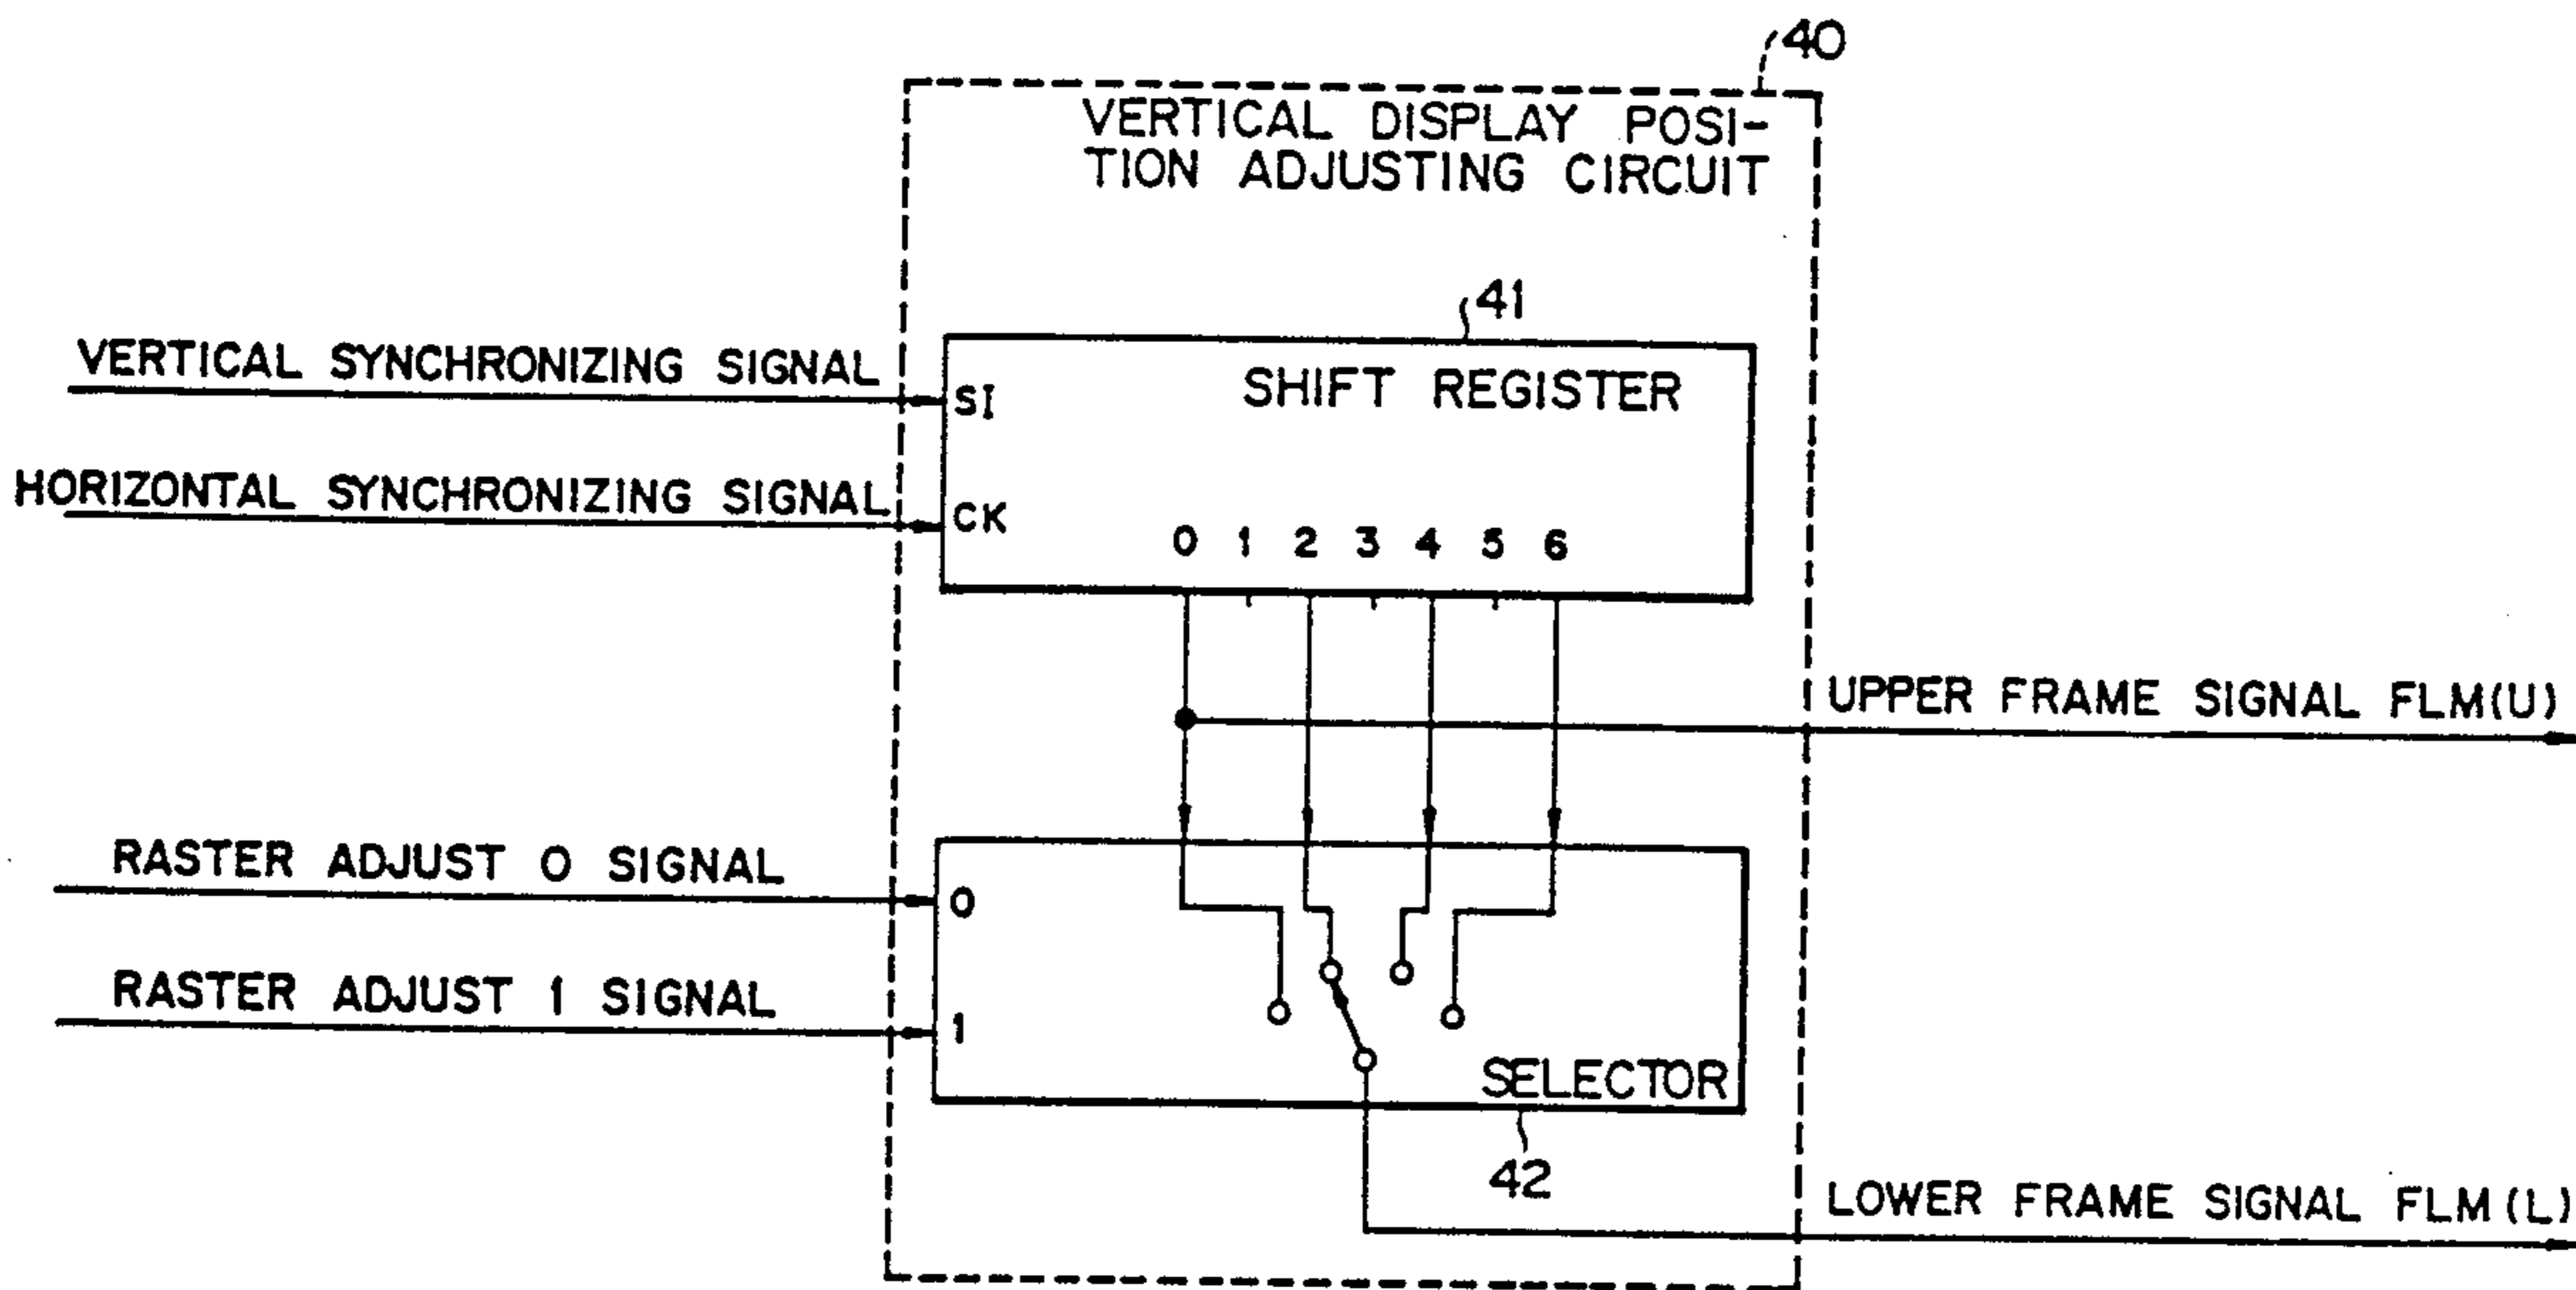 40
VERTICAL DISPLAY POSI-
TION ADJUSTING CIRCUIT
41
VERTICAL SYNCHRONIZING SIGNAL
SI
SHIFT REGISTER
HORIZONTAL SYNCHRONIZING SIGNAL
CK
0 1 2 3 4 5 6
UPPER FRAME SIGNAL FLM(U)
RASTER ADJUST 0 SIGNAL
0
RASTER ADJUST 1 SIGNAL
1
SELECTOR
42
LOWER FRAME SIGNAL FLM(L)